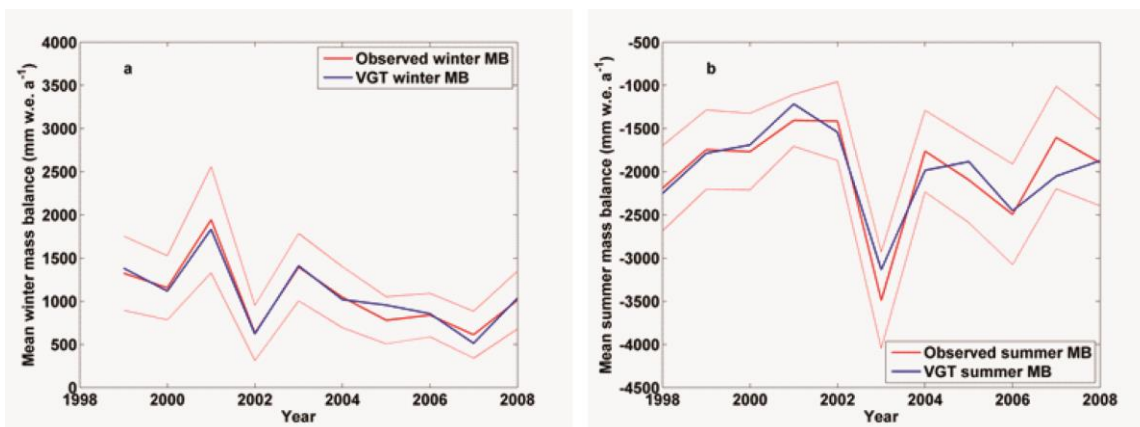 4000
3500
3000
2500
2000
1500
1000
500
0
Mean winter mass balance (mm w.e. a⁻¹)
a
Observed winter MB
VGT winter MB
1998 2000 2002 2004 2006 2008
Year
-500
-1000
-1500
-2000
-2500
-3000
-3500
-4000
-4500
Mean summer mass balance (mm w.e. a⁻¹)
b
Observed summer MB
VGT summer MB
1998 2000 2002 2004 2006 2008
Year